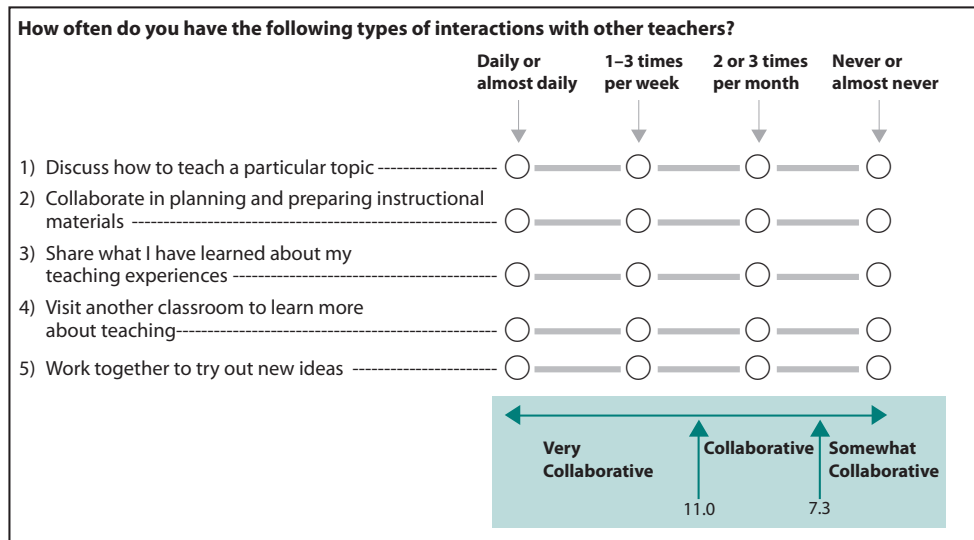 How often do you have the following types of interactions with other teachers?
Daily or almost daily
1–3 times per week
2 or 3 times per month
Never or almost never
1) Discuss how to teach a particular topic
2) Collaborate in planning and preparing instructional
materials
3) Share what I have learned about my
teaching experiences
4) Visit another classroom to learn more
about teaching
5) Work together to try out new ideas
Very Collaborative
Collaborative
Somewhat Collaborative
11.0
7.3